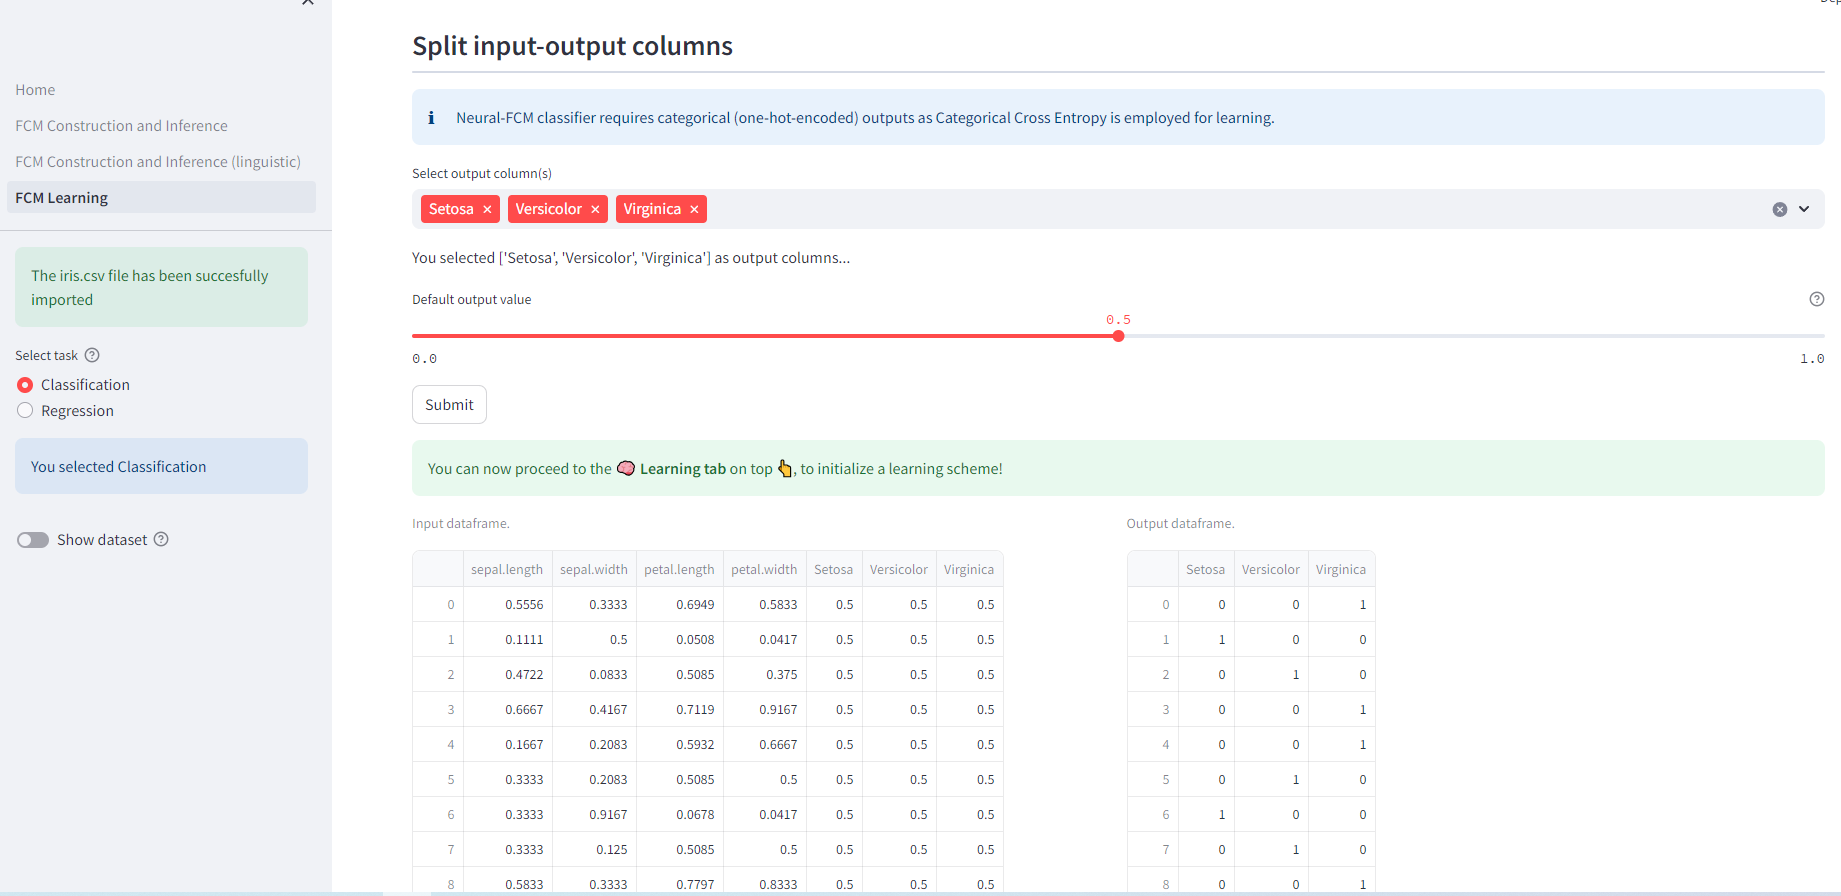 Home
FCM Construction and Inference
FCM Construction and Inference (linguistic)
FCM Learning
The iris.csv file has been succesfully
imported
Select task
Classification
Regression
You selected Classification
Show dataset
Split input-output columns
Neural-FCM classifier requires categorical (one-hot-encoded) outputs as Categorical Cross Entropy is employed for learning.
Select output column(s)
Setosa × Versicolor × Virginica ×
You selected ['Setosa', 'Versicolor', 'Virginica'] as output columns...
Default output value
0.5
0.0 1.0
Submit
You can now proceed to the 🧠 Learning tab on top 👆, to initialize a learning scheme!
Input dataframe.
sepal.length sepal.width petal.length petal.width Setosa Versicolor Virginica
0 0.5556 0.3333 0.6949 0.5833 0.5 0.5 0.5
1 0.1111 0.5 0.0508 0.0417 0.5 0.5 0.5
2 0.4722 0.0833 0.5085 0.375 0.5 0.5 0.5
3 0.6667 0.4167 0.7119 0.9167 0.5 0.5 0.5
4 0.1667 0.2083 0.5932 0.6667 0.5 0.5 0.5
5 0.3333 0.2083 0.5085 0.5 0.5 0.5 0.5
6 0.3333 0.9167 0.0678 0.0417 0.5 0.5 0.5
7 0.3333 0.125 0.5085 0.5 0.5 0.5 0.5
8 0.5833 0.3333 0.7797 0.8333 0.5 0.5 0.5
Output dataframe.
Setosa Versicolor Virginica
0 0 0 1
1 1 0 0
2 0 1 0
3 0 0 1
4 0 0 1
5 0 1 0
6 1 0 0
7 0 1 0
8 0 0 1